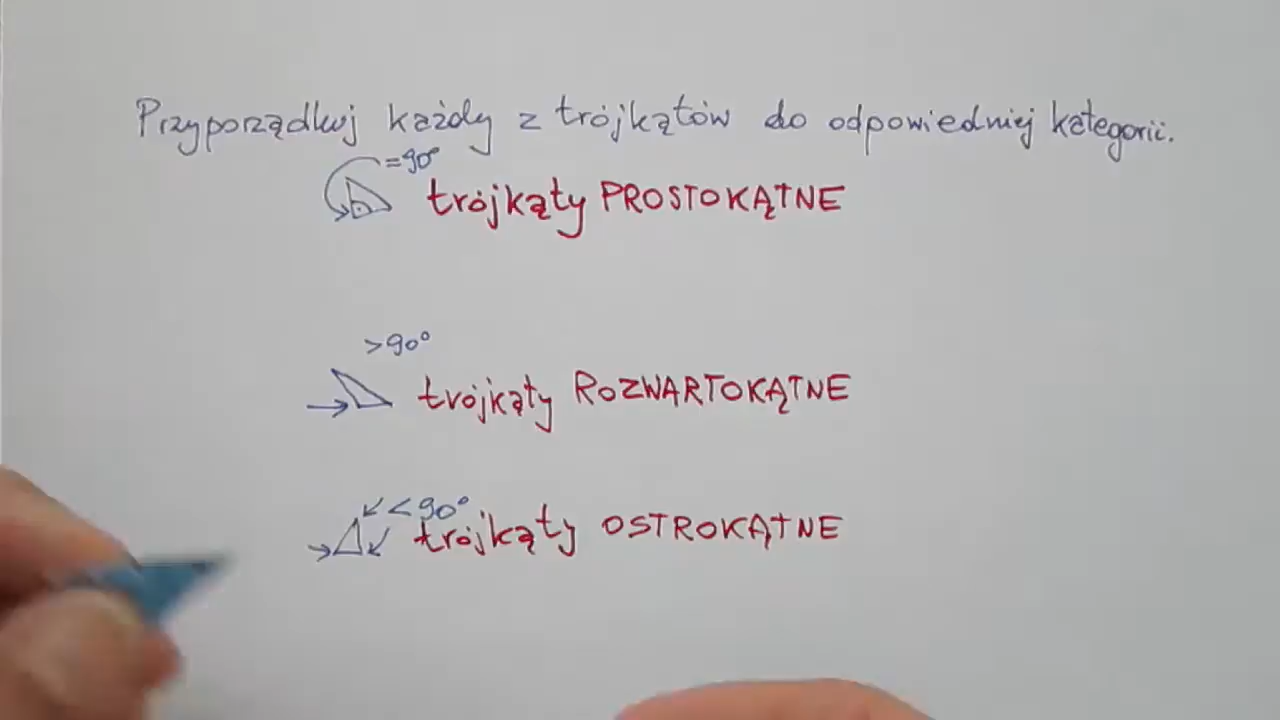 Przyporządkuj każdy z trójkątów do odpowiedniej kategorii.
=90°
trójkąty PROSTOKĄTNE
>90°
trójkąty ROZWARTOKĄTNE
<90°
trójkąty OSTROKĄTNE